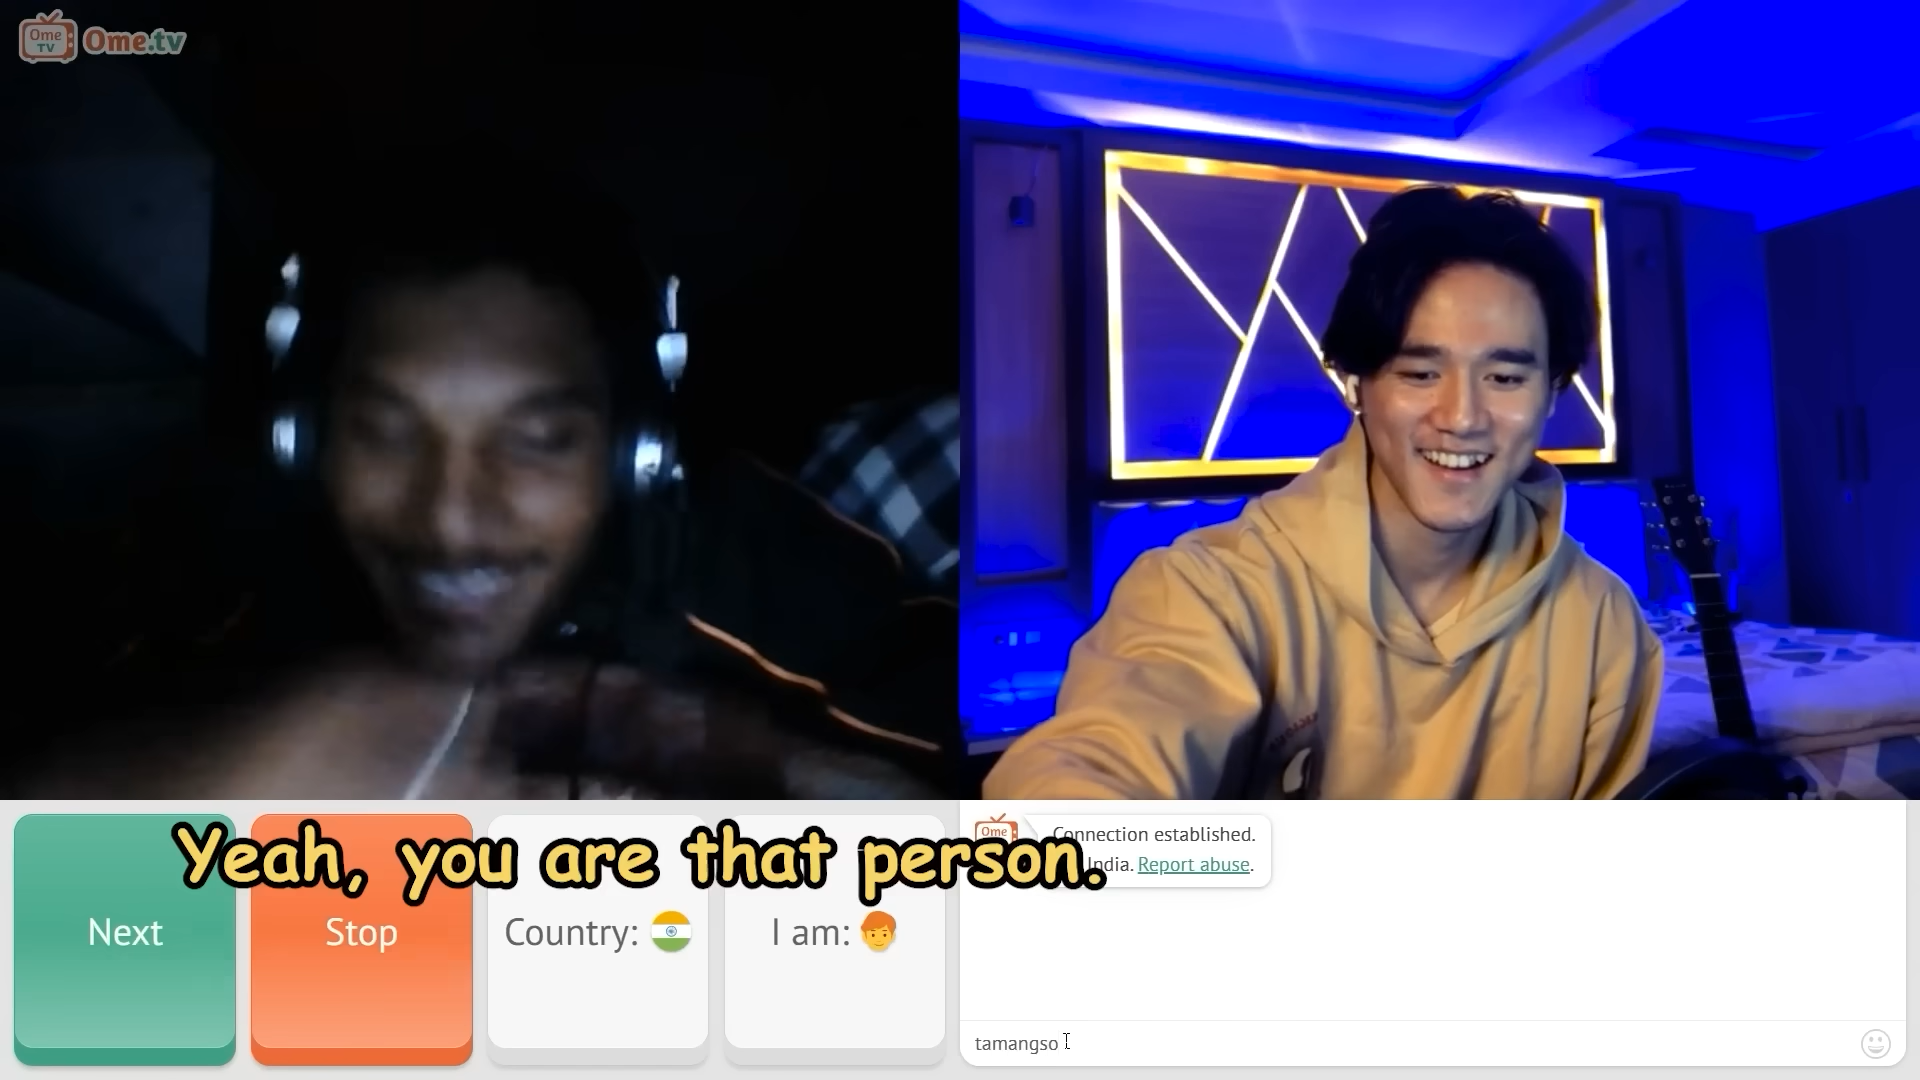 Ome TV Ome.tv
Ome
Connection established.
India. Report abuse.
Yeah, you are that person.
Next
Stop
Country:
I am:
tamangso